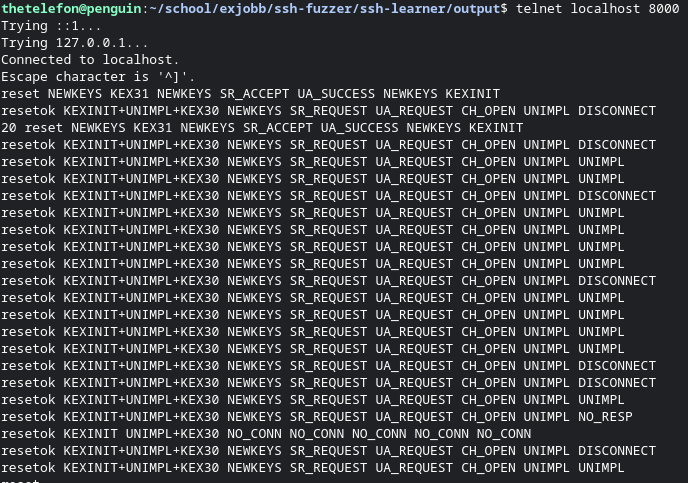 thetelefon@penguin:~/school/exjobb/ssh-fuzzer/ssh-learner/output$ telnet localhost 8000
Trying ::1...
Trying 127.0.0.1...
Connected to localhost.
Escape character is '^]'.
reset NEWKEYS KEX31 NEWKEYS SR_ACCEPT UA_SUCCESS NEWKEYS KEXINIT
resetok KEXINIT+UNIMPL+KEX30 NEWKEYS SR_REQUEST UA_REQUEST CH_OPEN UNIMPL DISCONNECT
20 reset NEWKEYS KEX31 NEWKEYS SR_ACCEPT UA_SUCCESS NEWKEYS KEXINIT
resetok KEXINIT+UNIMPL+KEX30 NEWKEYS SR_REQUEST UA_REQUEST CH_OPEN UNIMPL DISCONNECT
resetok KEXINIT+UNIMPL+KEX30 NEWKEYS SR_REQUEST UA_REQUEST CH_OPEN UNIMPL UNIMPL
resetok KEXINIT+UNIMPL+KEX30 NEWKEYS SR_REQUEST UA_REQUEST CH_OPEN UNIMPL UNIMPL
resetok KEXINIT+UNIMPL+KEX30 NEWKEYS SR_REQUEST UA_REQUEST CH_OPEN UNIMPL DISCONNECT
resetok KEXINIT+UNIMPL+KEX30 NEWKEYS SR_REQUEST UA_REQUEST CH_OPEN UNIMPL UNIMPL
resetok KEXINIT+UNIMPL+KEX30 NEWKEYS SR_REQUEST UA_REQUEST CH_OPEN UNIMPL UNIMPL
resetok KEXINIT+UNIMPL+KEX30 NEWKEYS SR_REQUEST UA_REQUEST CH_OPEN UNIMPL UNIMPL
resetok KEXINIT+UNIMPL+KEX30 NEWKEYS SR_REQUEST UA_REQUEST CH_OPEN UNIMPL UNIMPL
resetok KEXINIT+UNIMPL+KEX30 NEWKEYS SR_REQUEST UA_REQUEST CH_OPEN UNIMPL DISCONNECT
resetok KEXINIT+UNIMPL+KEX30 NEWKEYS SR_REQUEST UA_REQUEST CH_OPEN UNIMPL UNIMPL
resetok KEXINIT+UNIMPL+KEX30 NEWKEYS SR_REQUEST UA_REQUEST CH_OPEN UNIMPL UNIMPL
resetok KEXINIT+UNIMPL+KEX30 NEWKEYS SR_REQUEST UA_REQUEST CH_OPEN UNIMPL UNIMPL
resetok KEXINIT+UNIMPL+KEX30 NEWKEYS SR_REQUEST UA_REQUEST CH_OPEN UNIMPL UNIMPL
resetok KEXINIT+UNIMPL+KEX30 NEWKEYS SR_REQUEST UA_REQUEST CH_OPEN UNIMPL DISCONNECT
resetok KEXINIT+UNIMPL+KEX30 NEWKEYS SR_REQUEST UA_REQUEST CH_OPEN UNIMPL DISCONNECT
resetok KEXINIT+UNIMPL+KEX30 NEWKEYS SR_REQUEST UA_REQUEST CH_OPEN UNIMPL UNIMPL
resetok KEXINIT+UNIMPL+KEX30 NEWKEYS SR_REQUEST UA_REQUEST CH_OPEN UNIMPL NO_RESP
resetok KEXINIT UNIMPL+KEX30 NO_CONN NO_CONN NO_CONN NO_CONN NO_CONN
resetok KEXINIT+UNIMPL+KEX30 NEWKEYS SR_REQUEST UA_REQUEST CH_OPEN UNIMPL DISCONNECT
resetok KEXINIT+UNIMPL+KEX30 NEWKEYS SR_REQUEST UA_REQUEST CH_OPEN UNIMPL UNIMPL